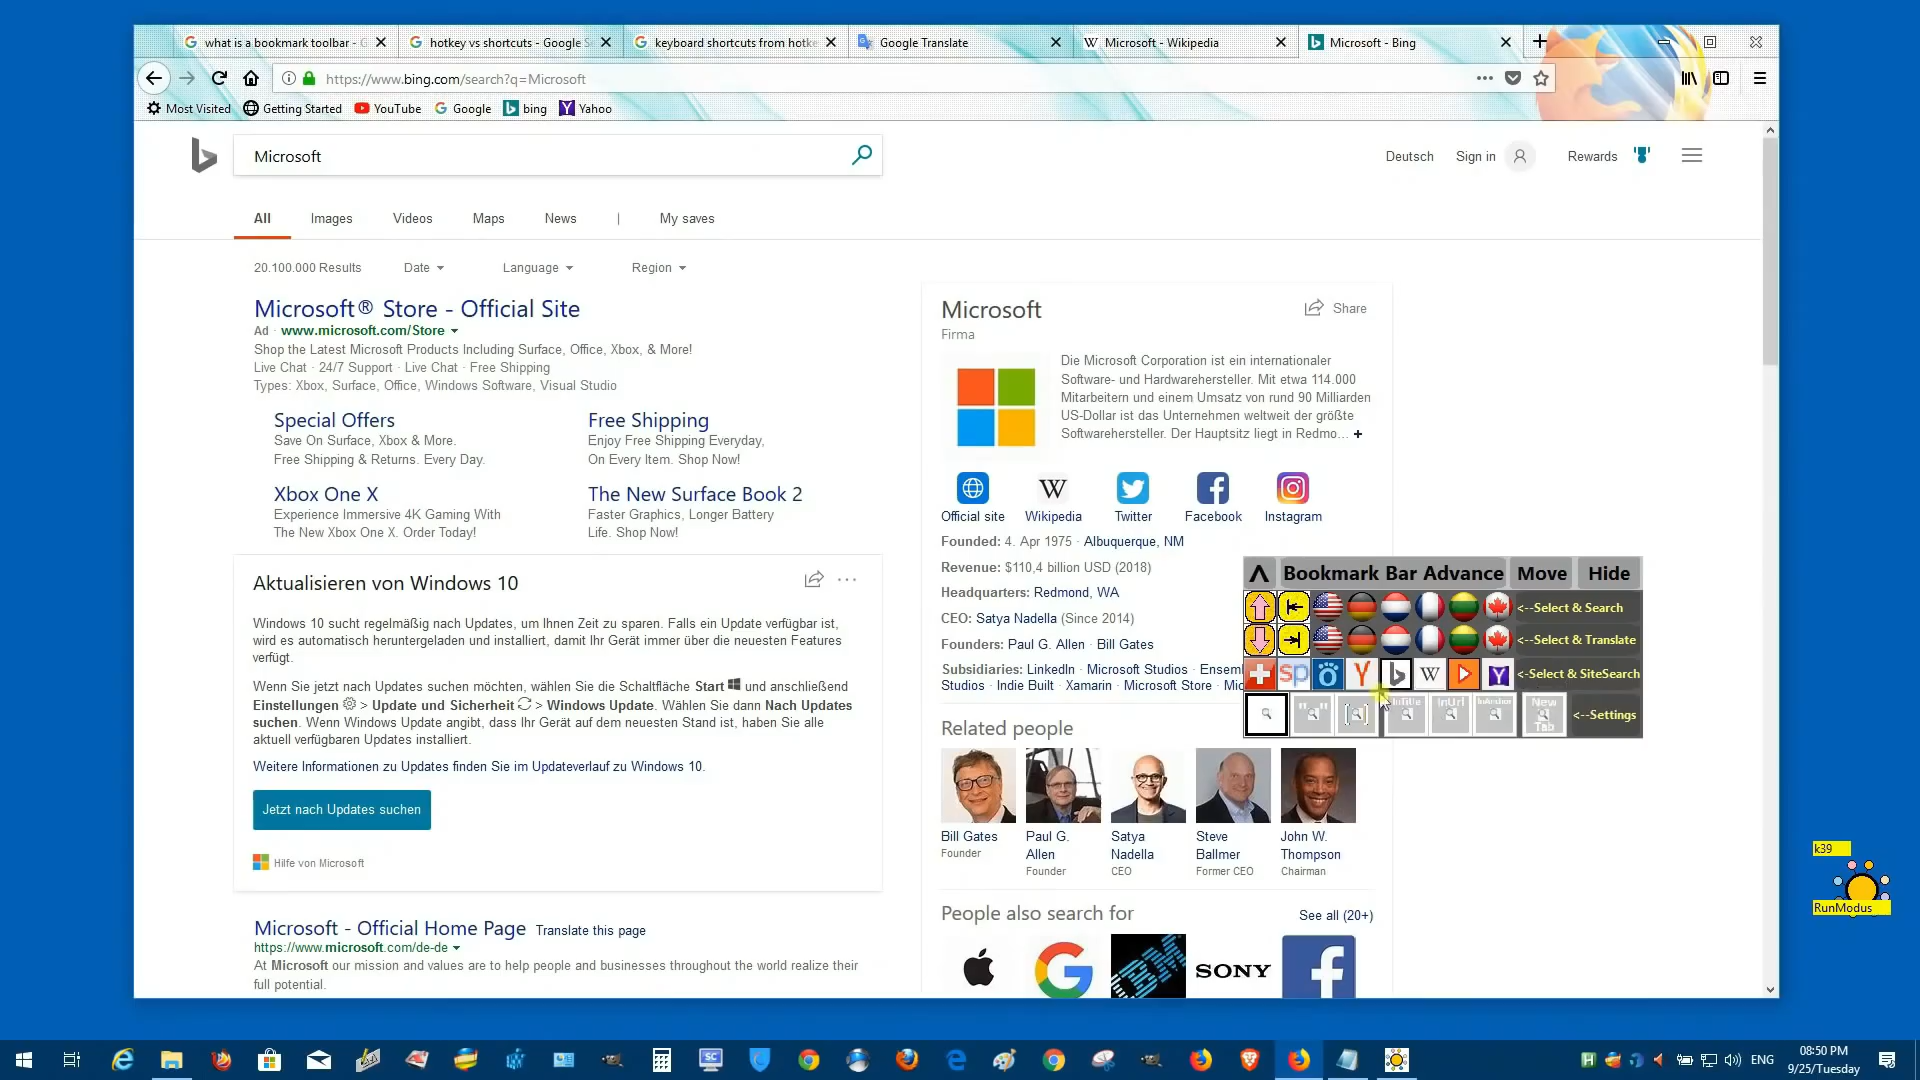 what is a bookmark toolbar - G
hotkey vs shortcuts - Google S
keyboard shortcuts from hotke
Google Translate
Microsoft - Wikipedia
Microsoft - Bing
https://www.bing.com/search?q=Microsoft
Most Visited
Getting Started
YouTube
Google
bing
Yahoo
Microsoft
Deutsch
Sign in
Rewards
All
Images
Videos
Maps
News
|
My saves
20.100.000 Results
Date
Language
Region
Microsoft® Store - Official Site
Ad · www.microsoft.com/Store
Shop the Latest Microsoft Products Including Surface, Office, Xbox, & More!
Live Chat · 24/7 Support · Live Chat · Free Shipping
Types: Xbox, Surface, Office, Windows Software, Visual Studio
Special Offers
Save On Surface, Xbox & More.
Free Shipping & Returns. Every Day.
Free Shipping
Enjoy Free Shipping Everyday,
On Every Item. Shop Now!
Xbox One X
Experience Immersive 4K Gaming With
The New Xbox One X. Order Today!
The New Surface Book 2
Faster Graphics, Longer Battery
Life. Shop Now!
Aktualisieren von Windows 10
Windows 10 sucht regelmäßig nach Updates, um Ihnen Zeit zu sparen. Falls ein Update verfügbar ist,
wird es automatisch heruntergeladen und installiert, damit Ihr Gerät immer über die neuesten Features
verfügt.
Wenn Sie jetzt nach Updates suchen möchten, wählen Sie die Schaltfläche Start und anschließend
Einstellungen > Update und Sicherheit > Windows Update. Wählen Sie dann Nach Updates
suchen. Wenn Windows Update angibt, dass Ihr Gerät auf dem neuesten Stand ist, haben Sie alle
aktuell verfügbaren Updates installiert.
Weitere Informationen zu Updates finden Sie im Updateverlauf zu Windows 10.
Jetzt nach Updates suchen
Hilfe von Microsoft
Microsoft - Official Home Page Translate this page
https://www.microsoft.com/de-de
At Microsoft our mission and values are to help people and businesses throughout the world realize their
full potential.
Microsoft
Share
Firma
Die Microsoft Corporation ist ein internationaler
Software- und Hardwarehersteller. Mit etwa 114.000
Mitarbeitern und einem Umsatz von rund 90 Milliarden
US-Dollar ist das Unternehmen weltweit der größte
Softwarehersteller. Der Hauptsitz liegt in Redmo... +
Official site
Wikipedia
Twitter
Facebook
Instagram
Founded: 4. Apr 1975 · Albuquerque, NM
Revenue: $110,4 billion USD (2018)
Headquarters: Redmond, WA
CEO: Satya Nadella (Since 2014)
Founders: Paul G. Allen · Bill Gates
Subsidiaries: LinkedIn · Microsoft Studios · Ensem
Studios · Indie Built · Xamarin · Microsoft Store · Mic
Related people
Bill Gates
Founder
Paul G.
Allen
Founder
Satya
Nadella
CEO
Steve
Ballmer
Former CEO
John W.
Thompson
Chairman
People also search for
See all (20+)
IBM
SONY
Bookmark Bar Advance
Move
Hide
<--Select & Search
<--Select & Translate
sp
<-Select & SiteSearch
InUrl
New
Tab
<--Settings
k39
RunModus
SC
ENG
08:50 PM
9/25/Tuesday